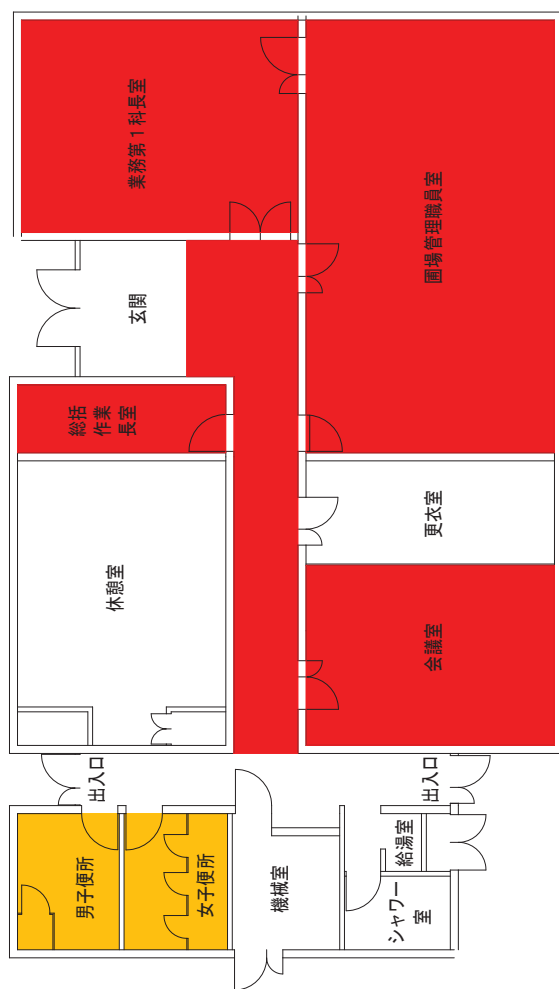 業務第１科長室
圃場管理職員室
玄関
総括
作業
長室
休憩室
更衣室
会議室
出入口
出入口
男子便所
女子便所
機械室
給湯室
シャワー
室